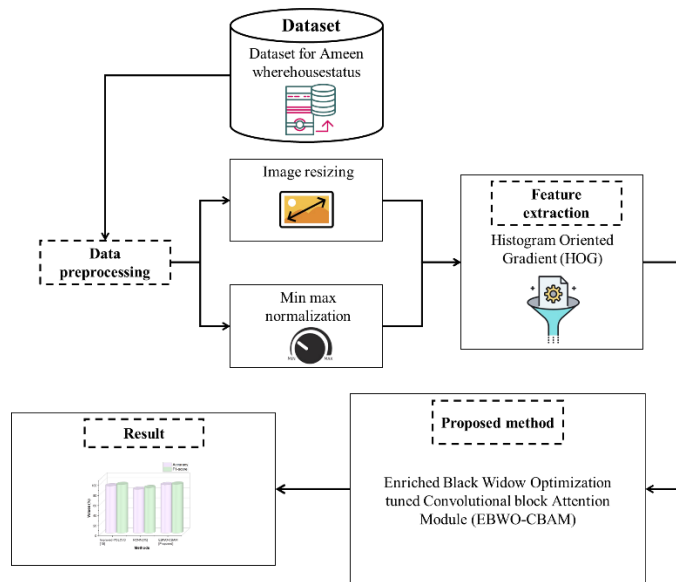 Dataset
Dataset for Ameen
wherehousestatus
Image resizing
Data
preprocessing
Min max
normalization
Feature
extraction
Histogram Oriented
Gradient (HOG)
Result
Methods
Proposed method
Enriched Black Widow Optimization
tuned Convolutional block Attention
Module (EBWO-CBAM)